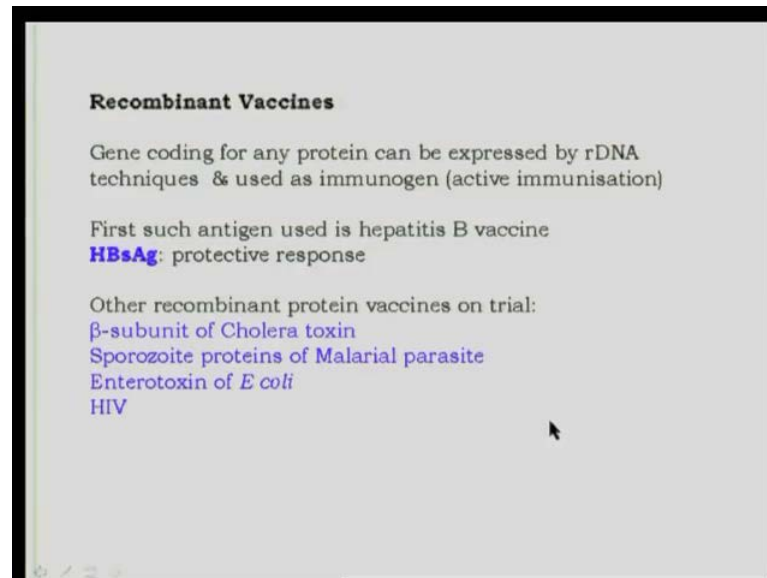 Recombinant Vaccines
Gene coding for any protein can be expressed by rDNA
techniques & used as immunogen (active immunisation)
First such antigen used is hepatitis B vaccine
HBsAg: protective response
Other recombinant protein vaccines on trial:
β-subunit of Cholera toxin
Sporozoite proteins of Malarial parasite
Enterotoxin of E coli
HIV